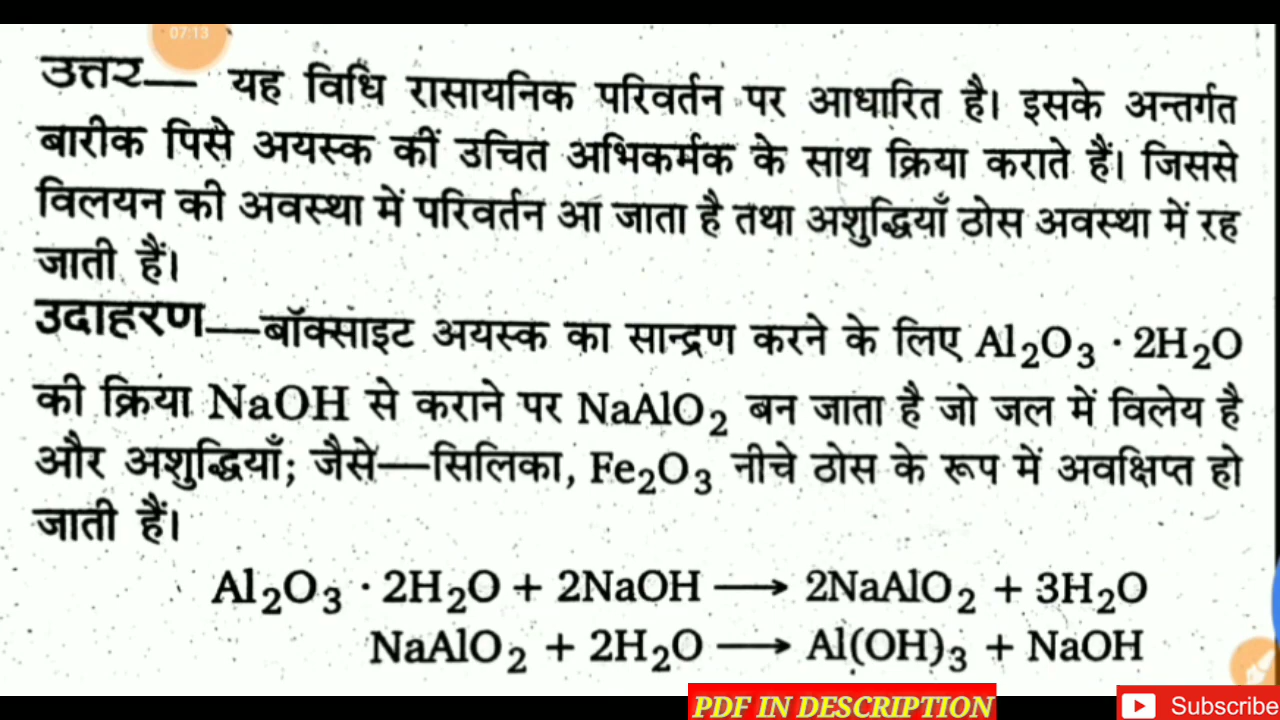 07:13
उत्तर— यह विधि रासायनिक परिवर्तन पर आधारित है। इसके अन्तर्गत
बारीक पिसे अयस्क कीं उचित अभिकर्मक के साथ क्रिया कराते हैं। जिससे
विलयन की अवस्था में परिवर्तन आ जाता है तथा अशुद्धियाँ ठोस अवस्था में रह
जाती हैं।
उदाहरण—बॉक्साइट अयस्क का सान्द्रण करने के लिए Al₂O₃ · 2H₂O
की क्रिया NaOH से कराने पर NaAlO₂ बन जाता है जो जल में विलेय है
और अशुद्धियाँ; जैसे—सिलिका, Fe₂O₃ नीचे ठोस के रूप में अवक्षिप्त हो
जाती हैं।
Al₂O₃ · 2H₂O + 2NaOH ⟶ 2NaAlO₂ + 3H₂O
NaAlO₂ + 2H₂O ⟶ Al(OH)₃ + NaOH
PDF IN DESCRIPTION
Subscribe